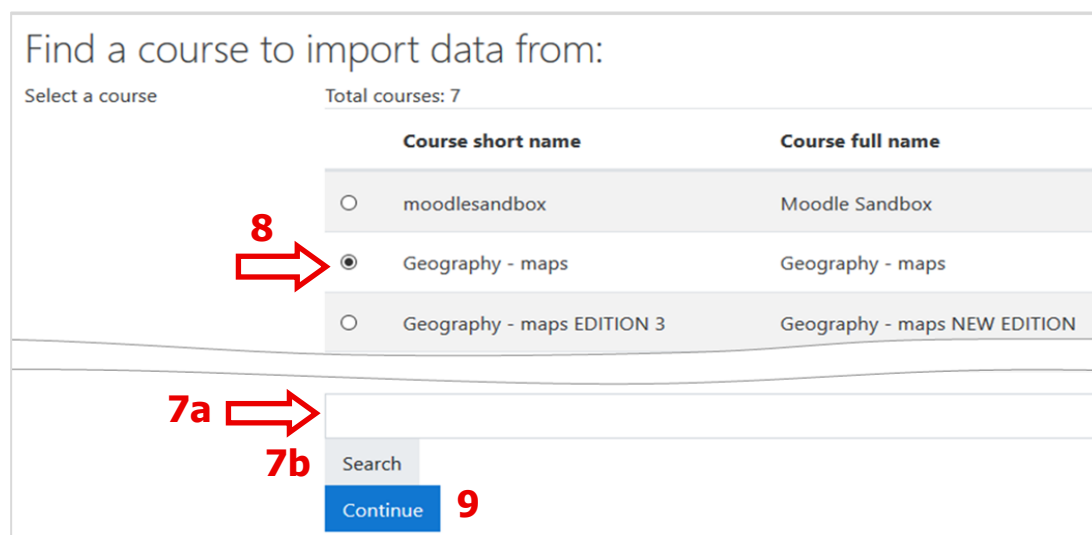 Find a course to import data from:
Select a course Total courses: 7
Course short name Course full name
moodlesandbox Moodle Sandbox
8
Geography - maps Geography - maps
Geography - maps EDITION 3 Geography - maps NEW EDITION
7a
7b Search
Continue 9